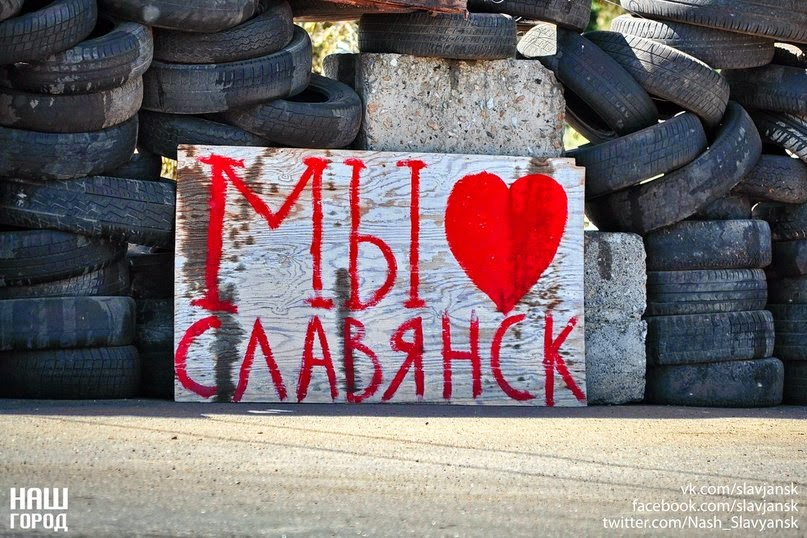 МЫ
СЛАВЯНСК
НАШ
ГОРОД
vk.com/slavjansk
facebook.com/slavjansk
twitter.com/Nash_Slavyansk